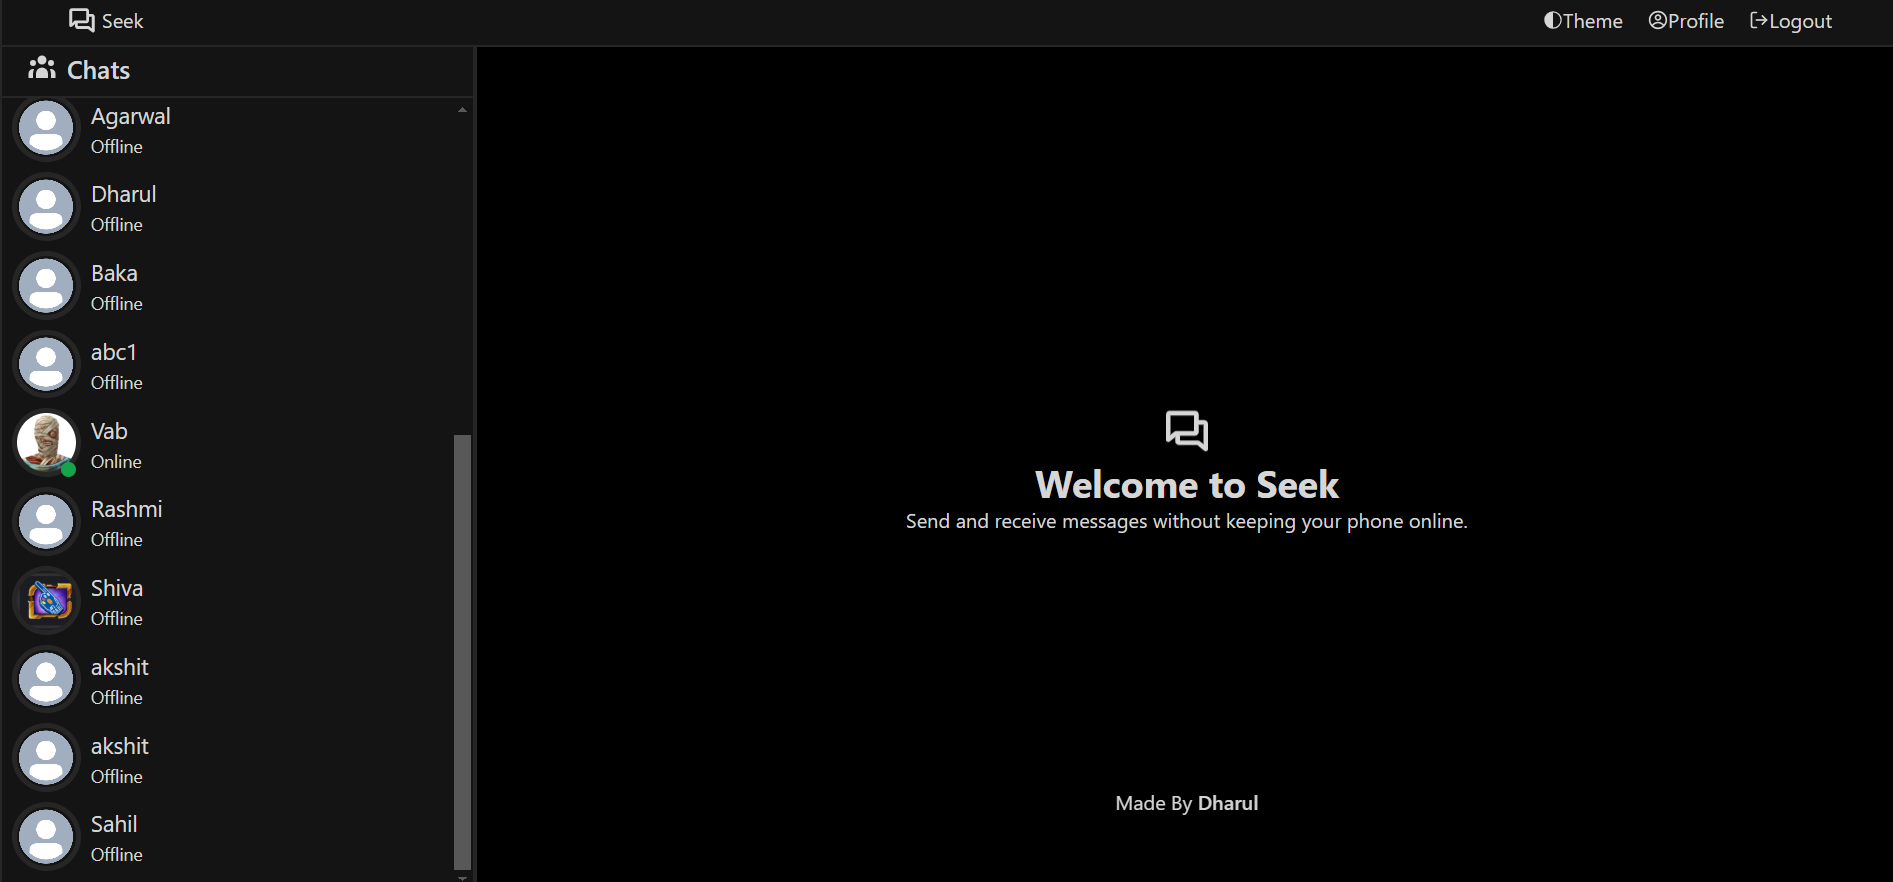 Seek
Theme Profile Logout
Chats
Agarwal
Offline
Dharul
Offline
Baka
Offline
abc1
Offline
Vab
Online
Rashmi
Offline
Shiva
Offline
akshit
Offline
akshit
Offline
Sahil
Offline
Welcome to Seek
Send and receive messages without keeping your phone online.
Made By Dharul